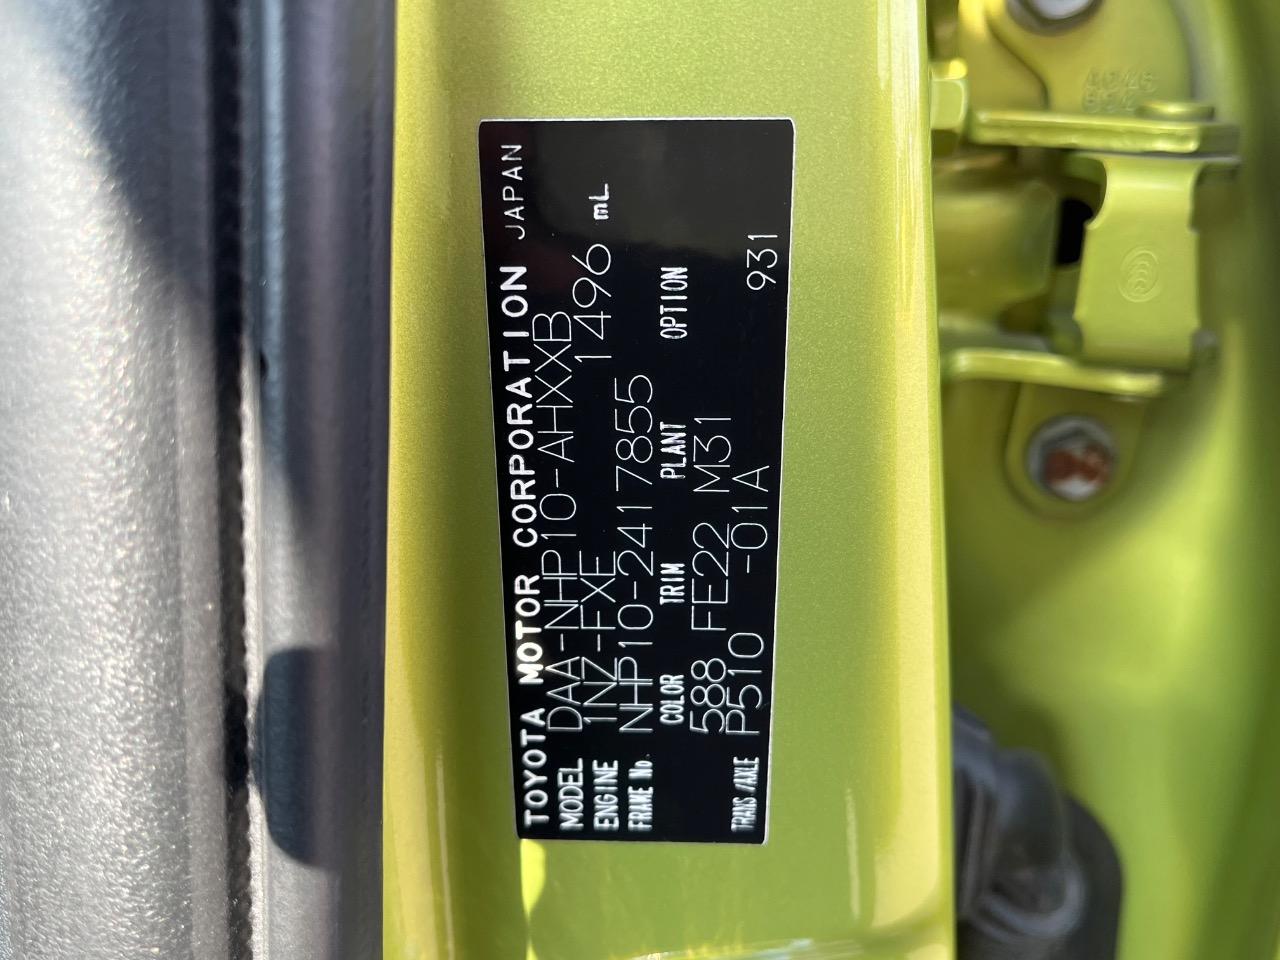 TOYOTA MOTOR CORPORATION JAPAN
MODEL DAA-NHP10-AHXXB
ENGINE 1NZ-FXE 1496 mL
FRAME No. NHP10-2417855
COLOR TRIM PLANT OPTION
588 FE22 M31
TRANS/AXLE P510 -01A 931